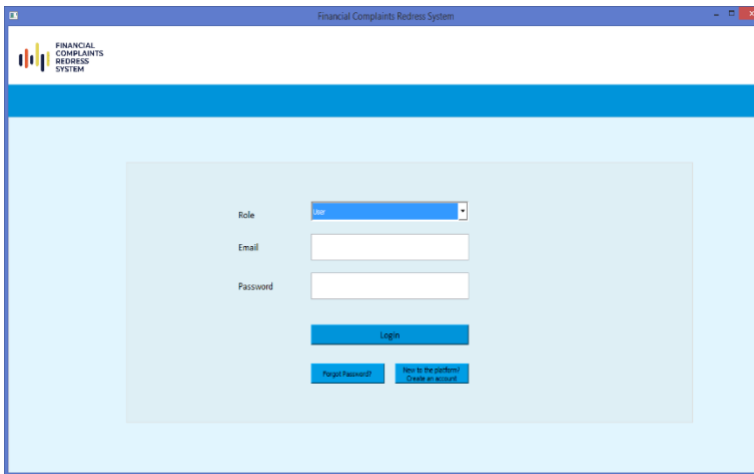 Financial Complaints Redress System
FINANCIAL
COMPLAINTS
REDRESS
SYSTEM
Role
User
Email
Password
Login
Forgot Password?
New to the platform?
Create an account